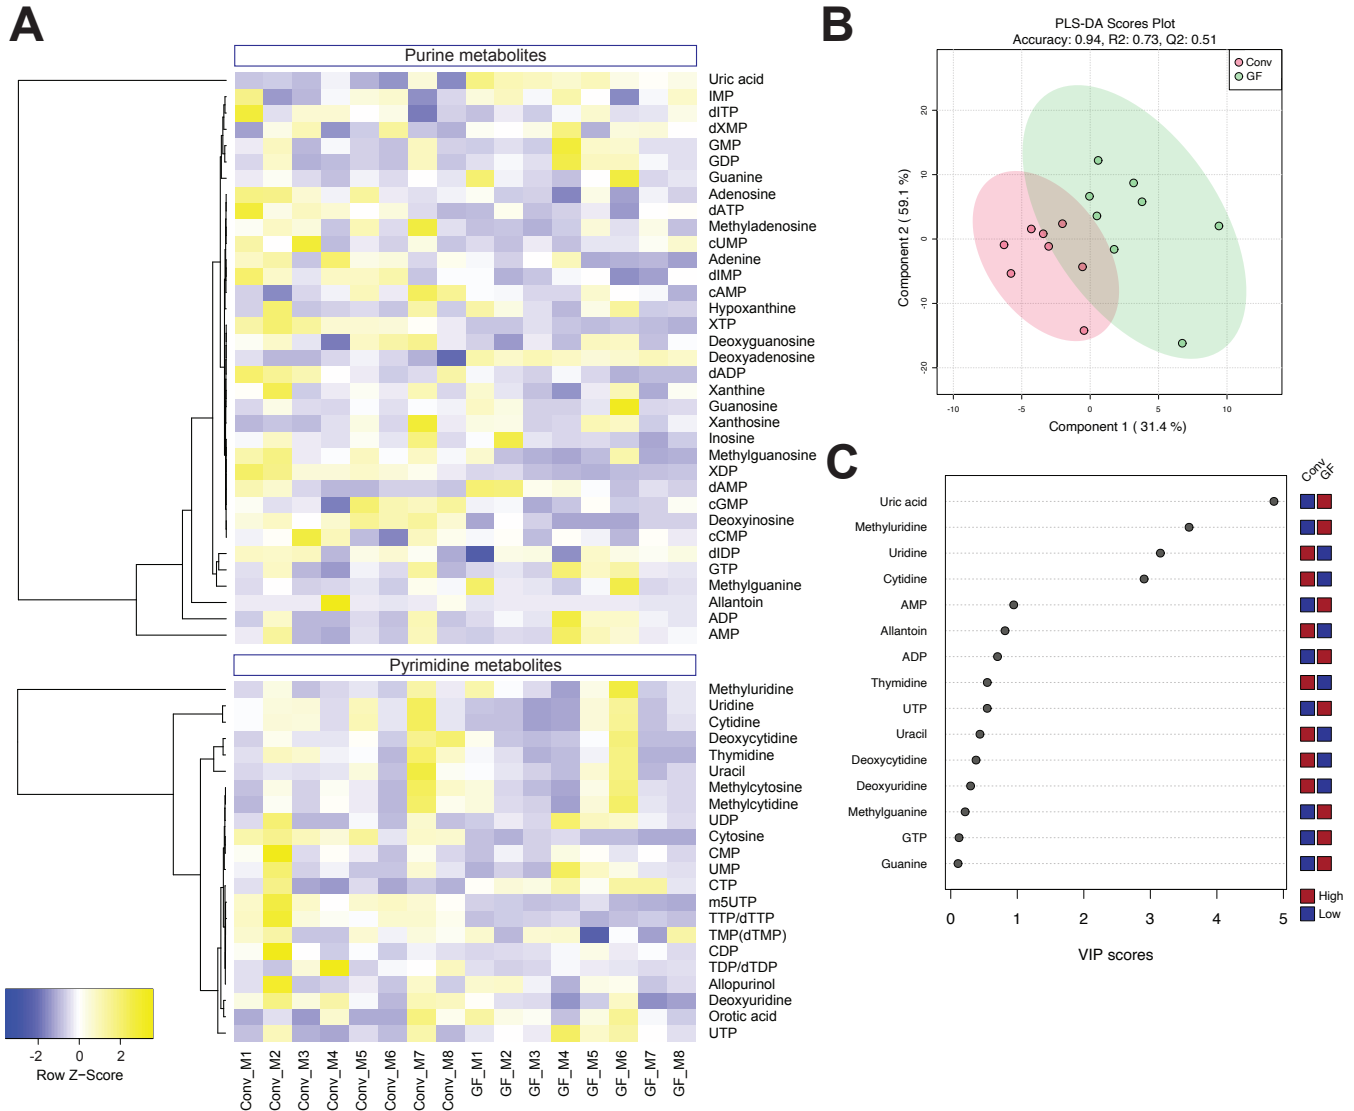 A
Purine metabolites
Uric acid
IMP
dITP
dXMP
GMP
GDP
Guanine
Adenosine
dATP
Methyladenosine
cUMP
Adenine
dIMP
cAMP
Hypoxanthine
XTP
Deoxyguanosine
Deoxyadenosine
dADP
Xanthine
Guanosine
Xanthosine
Inosine
Methylguanosine
XDP
dAMP
cGMP
Deoxyinosine
cCMP
dIDP
GTP
Methylguanine
Allantoin
ADP
AMP
Pyrimidine metabolites
Methyluridine
Uridine
Cytidine
Deoxycytidine
Thymidine
Uracil
Methylcytosine
Methylcytidine
UDP
Cytosine
CMP
UMP
CTP
m5UTP
TTP/dTTP
TMP(dTMP)
CDP
TDP/dTDP
Allopurinol
Deoxyuridine
Orotic acid
UTP
-2 0 2
Row Z−Score
Conv_M1
Conv_M2
Conv_M3
Conv_M4
Conv_M5
Conv_M6
Conv_M7
Conv_M8
GF_M1
GF_M2
GF_M3
GF_M4
GF_M5
GF_M6
GF_M7
GF_M8
B
PLS-DA Scores Plot
Accuracy: 0.94, R2: 0.73, Q2: 0.51
Conv
GF
Component 2 ( 59.1 %)
20
10
0
-10
-20
-10 -5 0 5 10
Component 1 ( 31.4 %)
C
Conv GF
Uric acid
Methyluridine
Uridine
Cytidine
AMP
Allantoin
ADP
Thymidine
UTP
Uracil
Deoxycytidine
Deoxyuridine
Methylguanine
GTP
Guanine
High
Low
0 1 2 3 4 5
VIP scores